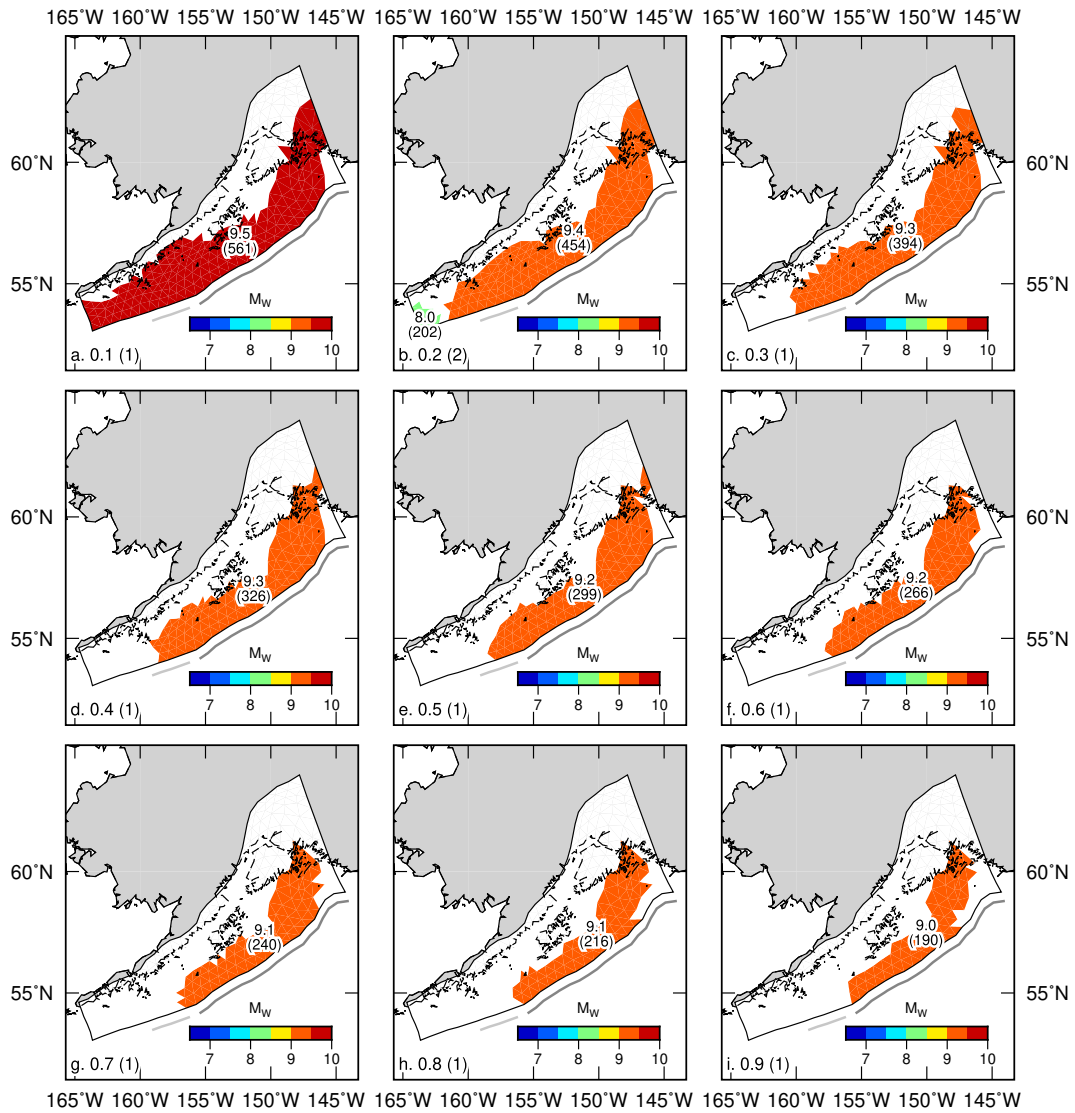 165˚W 160˚W 155˚W 150˚W 145˚W 165˚W 160˚W 155˚W 150˚W 145˚W 165˚W 160˚W 155˚W 150˚W 145˚W
60˚N
55˚N
9.5
(561)
MW
7 8 9 10
a. 0.1 (1)
9.4
(454)
8.0
(202)
MW
7 8 9 10
b. 0.2 (2)
9.3
(394)
MW
7 8 9 10
c. 0.3 (1)
60˚N
55˚N
60˚N
55˚N
9.3
(326)
MW
7 8 9 10
d. 0.4 (1)
9.2
(299)
MW
7 8 9 10
e. 0.5 (1)
9.2
(266)
MW
7 8 9 10
f. 0.6 (1)
60˚N
55˚N
60˚N
55˚N
9.1
(240)
MW
7 8 9 10
g. 0.7 (1)
9.1
(216)
MW
7 8 9 10
h. 0.8 (1)
9.0
(190)
MW
7 8 9 10
i. 0.9 (1)
60˚N
55˚N
165˚W 160˚W 155˚W 150˚W 145˚W 165˚W 160˚W 155˚W 150˚W 145˚W 165˚W 160˚W 155˚W 150˚W 145˚W